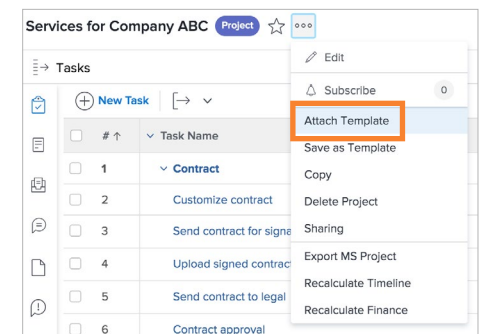 Services for Company ABC Project
Edit
Tasks
Subscribe 0
New Task
Attach Template
# Task Name
Save as Template
1 Contract
Copy
2 Customize contract
Delete Project
3 Send contract for signa
Sharing
4 Upload signed contract
Export MS Project
Recalculate Timeline
5 Send contract to legal
Recalculate Finance
6 Contract approval